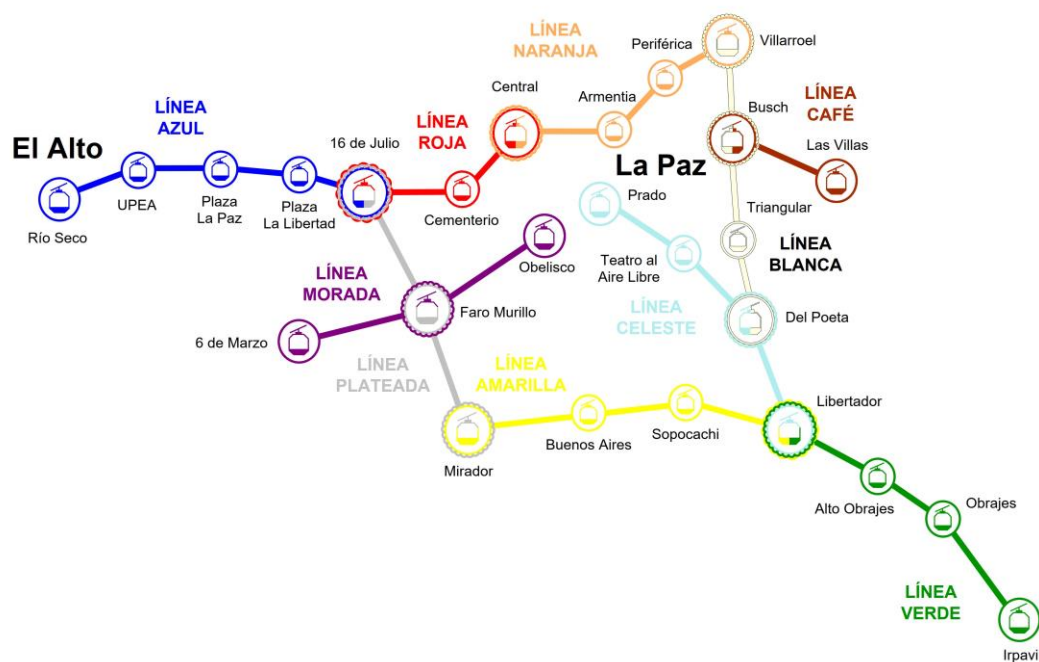 LÍNEA
NARANJA
Periférica
Villarroel
Central
Armentia
LÍNEA
AZUL
LÍNEA
ROJA
Busch
LÍNEA
CAFÉ
El Alto
16 de Julio
La Paz
Las Villas
UPEA
Plaza
La Paz
Plaza
La Libertad
Cementerio
Prado
Triangular
Río Seco
Obelisco
Teatro al
Aire Libre
LÍNEA
BLANCA
LÍNEA
MORADA
Faro Murillo
LÍNEA
CELESTE
Del Poeta
6 de Marzo
LÍNEA
PLATEADA
LÍNEA
AMARILLA
Libertador
Mirador
Buenos Aires
Sopocachi
Alto Obrajes
Obrajes
LÍNEA
VERDE
Irpavi